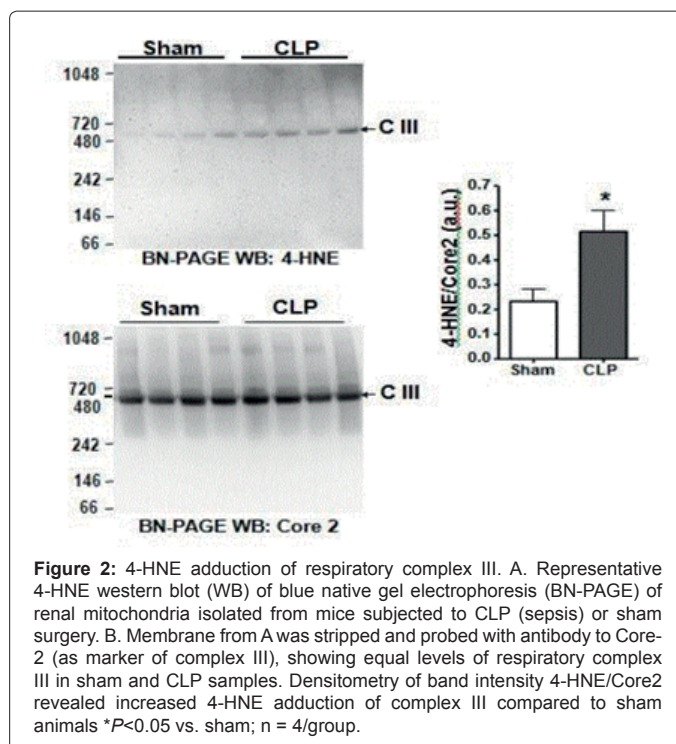 Sham CLP
1048
720
480
242
146
66
C III
BN-PAGE WB: 4-HNE
Sham CLP
1048
720
480
242
146
66
C III
BN-PAGE WB: Core 2
4-HNE/Core2 (a.u.)
0.7
0.6
0.5
0.4
0.3
0.2
0.1
0.0
*
Sham CLP
Figure 2: 4-HNE adduction of respiratory complex III. A. Representative
4-HNE western blot (WB) of blue native gel electrophoresis (BN-PAGE) of
renal mitochondria isolated from mice subjected to CLP (sepsis) or sham
surgery. B. Membrane from A was stripped and probed with antibody to Core-
2 (as marker of complex III), showing equal levels of respiratory complex
III in sham and CLP samples. Densitometry of band intensity 4-HNE/Core2
revealed increased 4-HNE adduction of complex III compared to sham
animals *P<0.05 vs. sham; n = 4/group.